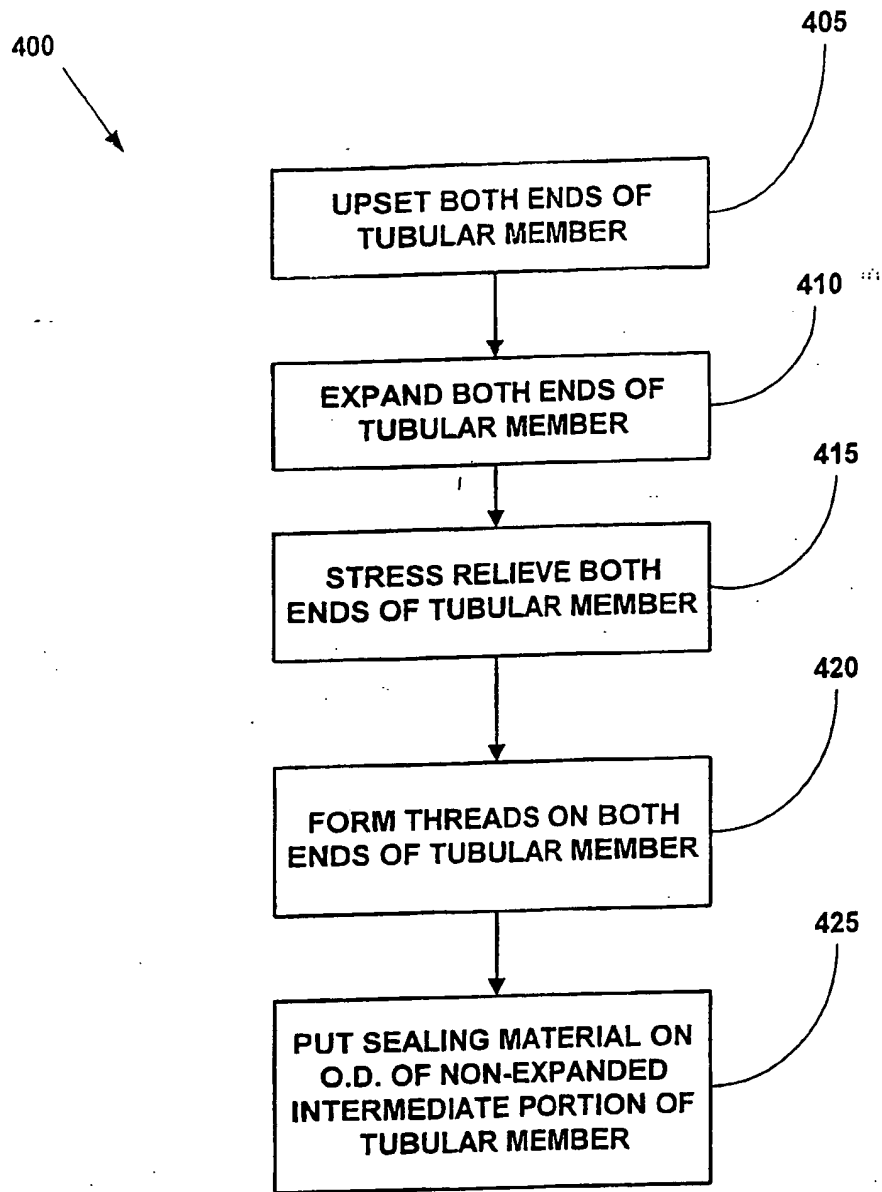 400
405
UPSET BOTH ENDS OF
TUBULAR MEMBER
410
EXPAND BOTH ENDS OF
TUBULAR MEMBER
415
STRESS RELIEVE BOTH
ENDS OF TUBULAR MEMBER
420
FORM THREADS ON BOTH
ENDS OF TUBULAR MEMBER
425
PUT SEALING MATERIAL ON
O.D. OF NON-EXPANDED
INTERMEDIATE PORTION OF
TUBULAR MEMBER